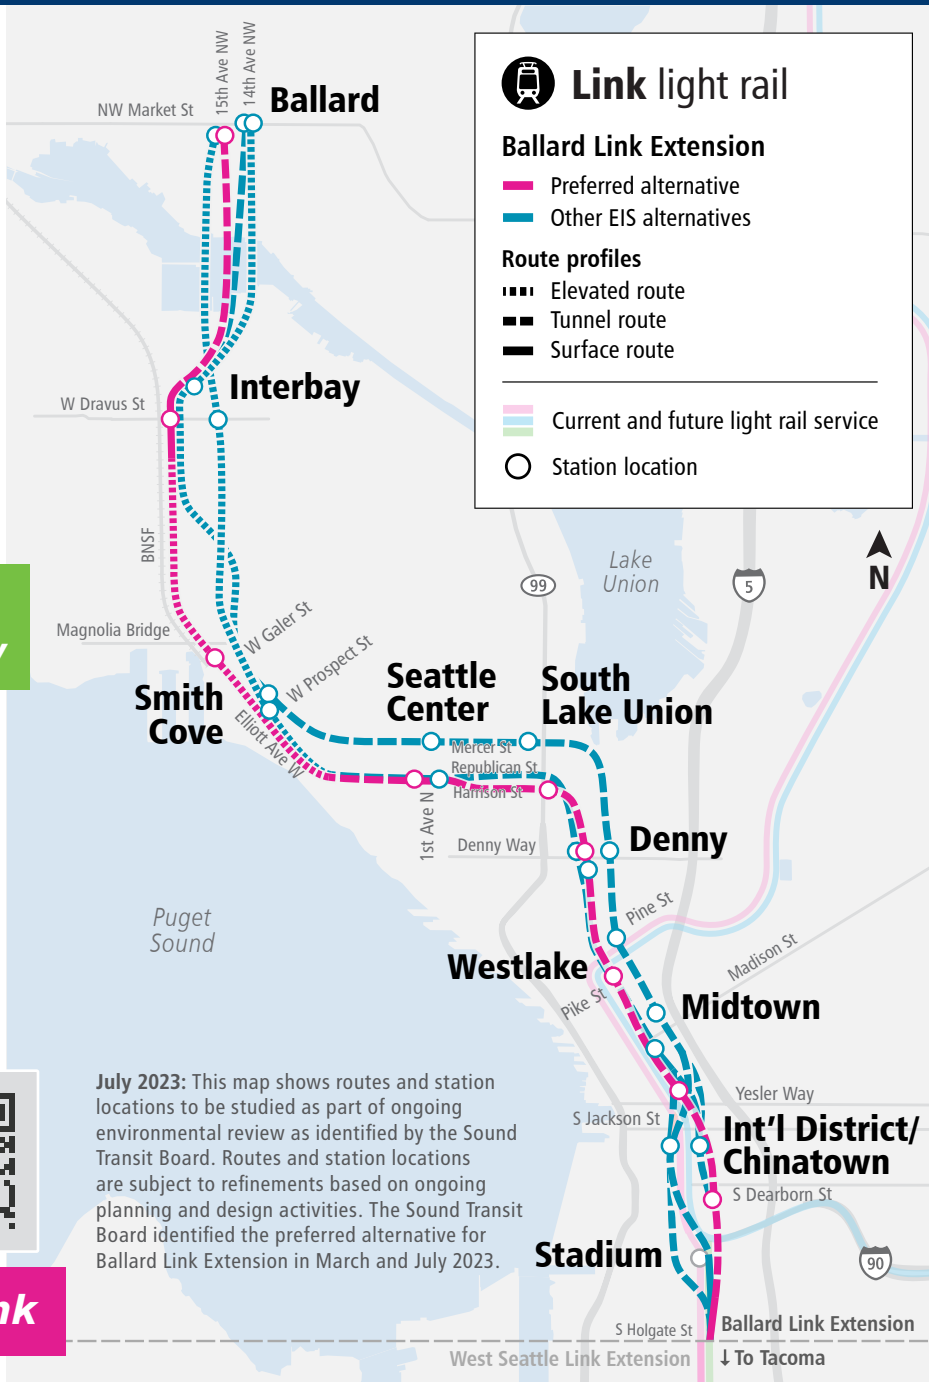 15th Ave NW
14th Ave NW
Ballard
NW Market St
Link light rail
Ballard Link Extension
Preferred alternative
Other EIS alternatives
Route profiles
Elevated route
Tunnel route
Surface route
Current and future light rail service
Station location
Interbay
W Dravus St
BNSF
Lake
Union
99
5
N
Magnolia Bridge
W Galer St
W Prospect St
Smith
Cove
Elliott Ave W
Seattle
Center
South
Lake Union
Mercer St
Republican St
Harrison St
1st Ave N
Denny Way
Denny
Puget
Sound
Pine St
Westlake
Pike St
Madison St
Midtown
July 2023: This map shows routes and station
locations to be studied as part of ongoing
environmental review as identified by the Sound
Transit Board. Routes and station locations
are subject to refinements based on ongoing
planning and design activities. The Sound Transit
Board identified the preferred alternative for
Ballard Link Extension in March and July 2023.
Yesler Way
S Jackson St
Int'l District/
Chinatown
S Dearborn St
Stadium
90
S Holgate St
Ballard Link Extension
West Seattle Link Extension
↓ To Tacoma